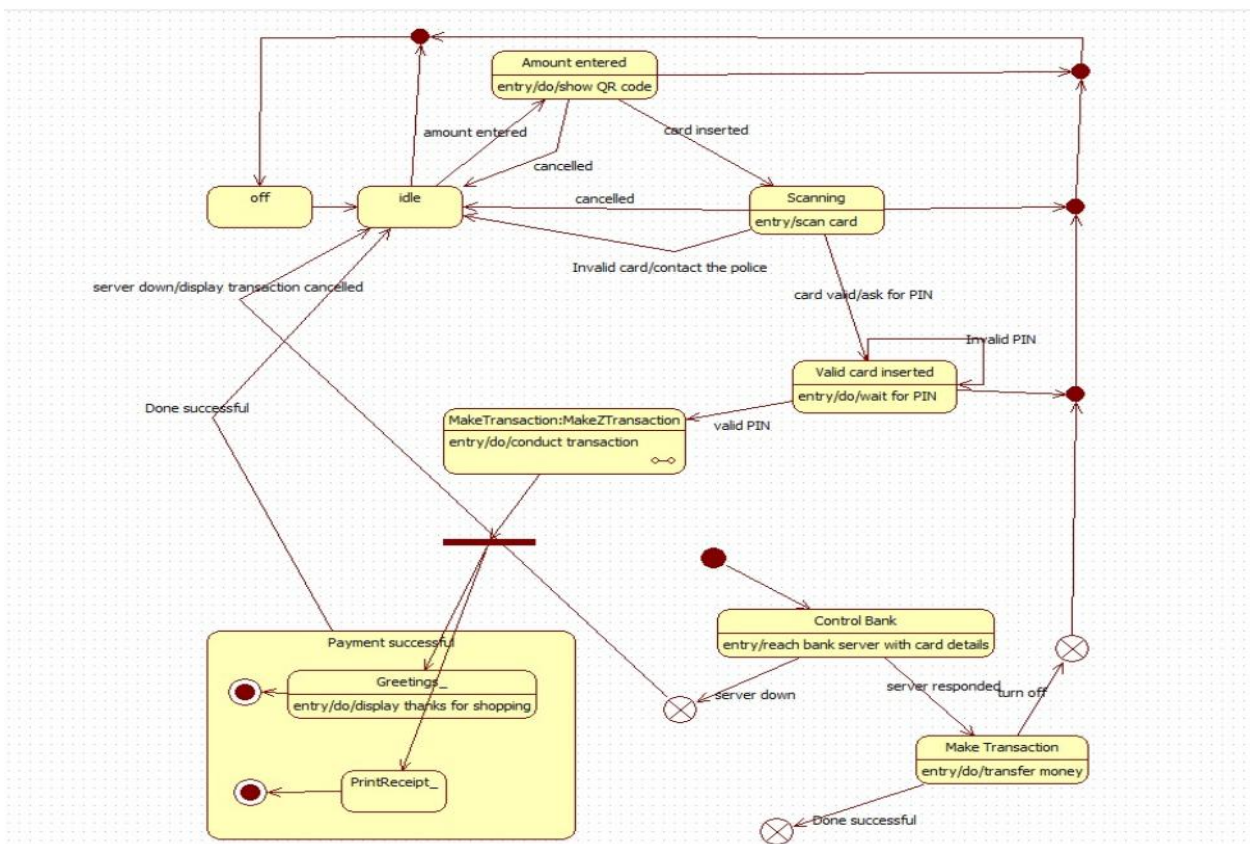 Amount entered
entry/do/show QR code
amount entered
card inserted
cancelled
off
idle
cancelled
Scanning
entry/scan card
Invalid card/contact the police
server down/display transaction cancelled
card valid/ask for PIN
Invalid PIN
Valid card inserted
entry/do/wait for PIN
Done successful
MakeTransaction:MakeZTransaction
entry/do/conduct transaction
valid PIN
Control Bank
entry/reach bank server with card details
Payment successful
Greetings_
entry/do/display thanks for shopping
server down
server responded
turn off
Make Transaction
entry/do/transfer money
PrintReceipt_
Done successful